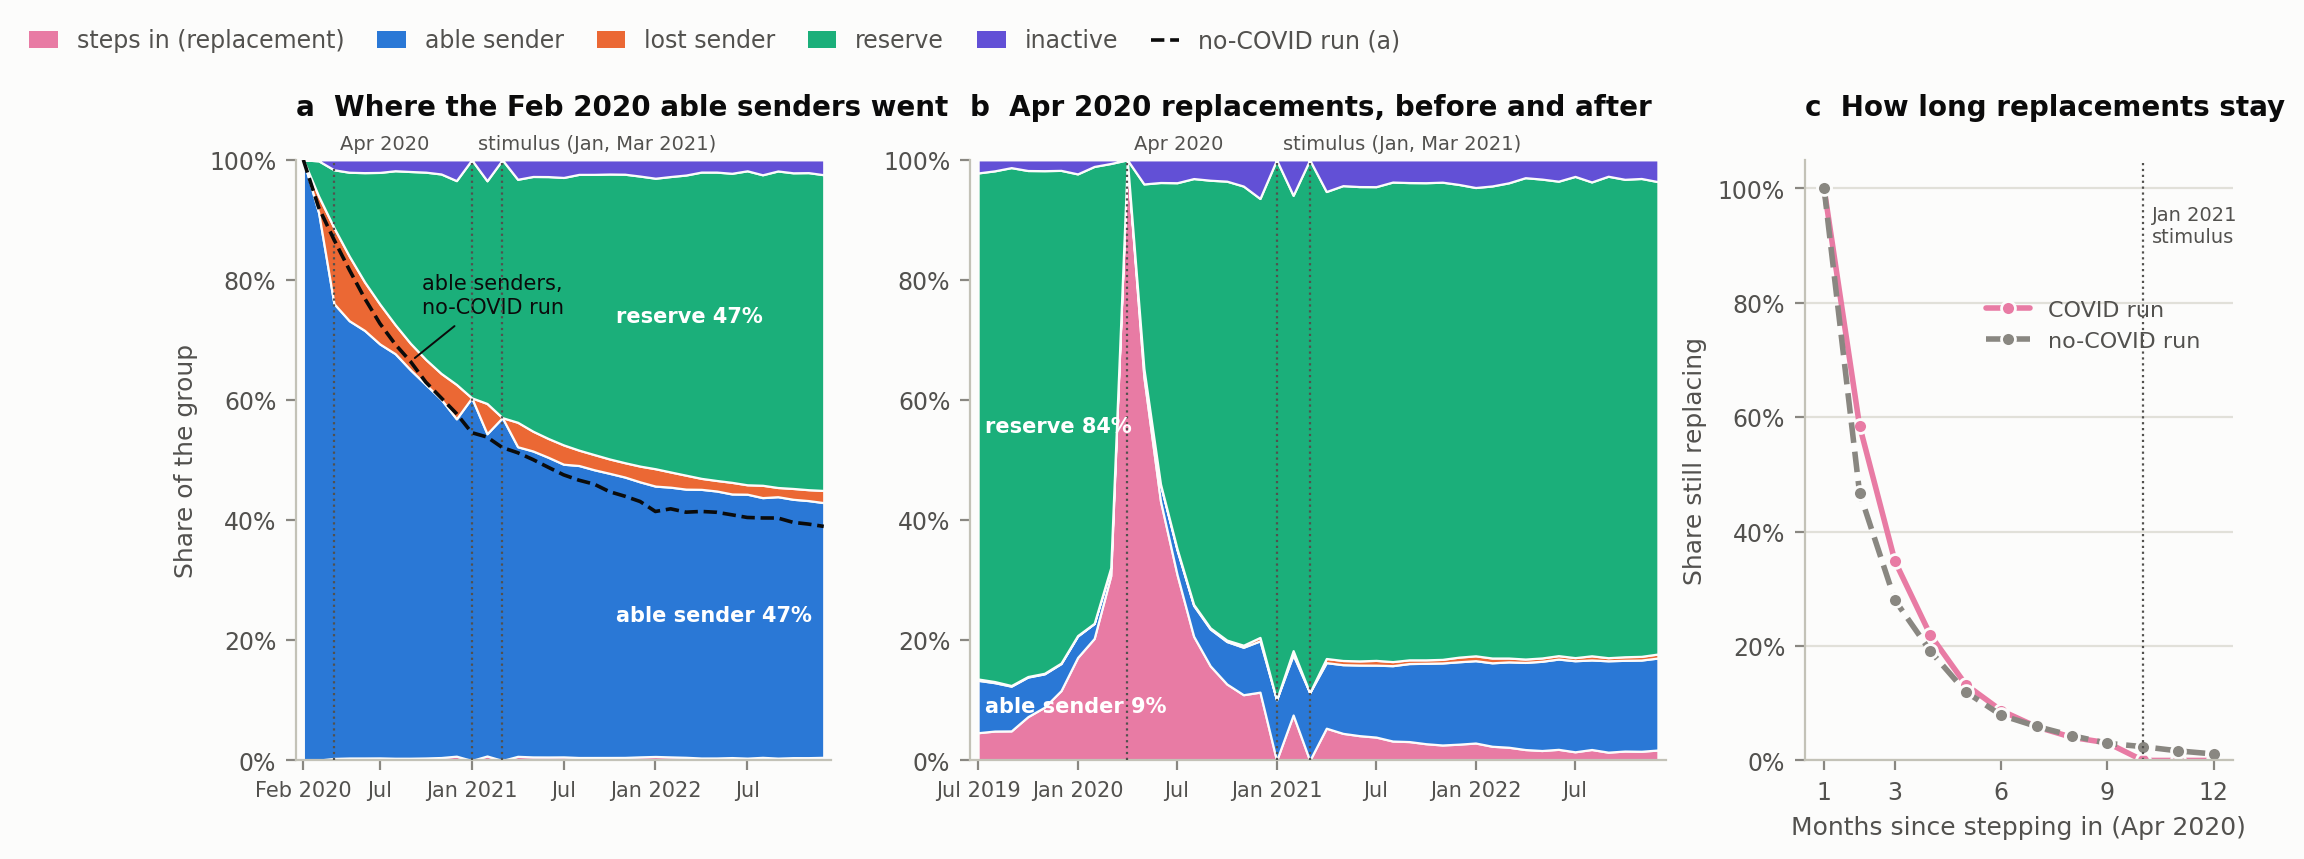 steps in (replacement) able sender lost sender reserve inactive no-COVID run (a)
a Where the Feb 2020 able senders went
Apr 2020 stimulus (Jan, Mar 2021)
Share of the group
100%
80%
60%
40%
20%
0%
able senders,
no-COVID run
reserve 47%
able sender 47%
Feb 2020 Jul Jan 2021 Jul Jan 2022 Jul
b Apr 2020 replacements, before and after
Apr 2020 stimulus (Jan, Mar 2021)
100%
80%
60%
40%
20%
0%
reserve 84%
able sender 9%
Jul 2019 Jan 2020 Jul Jan 2021 Jul Jan 2022 Jul
c How long replacements stay
Share still replacing
100%
80%
60%
40%
20%
0%
Jan 2021
stimulus
COVID run
no-COVID run
1 3 6 9 12
Months since stepping in (Apr 2020)